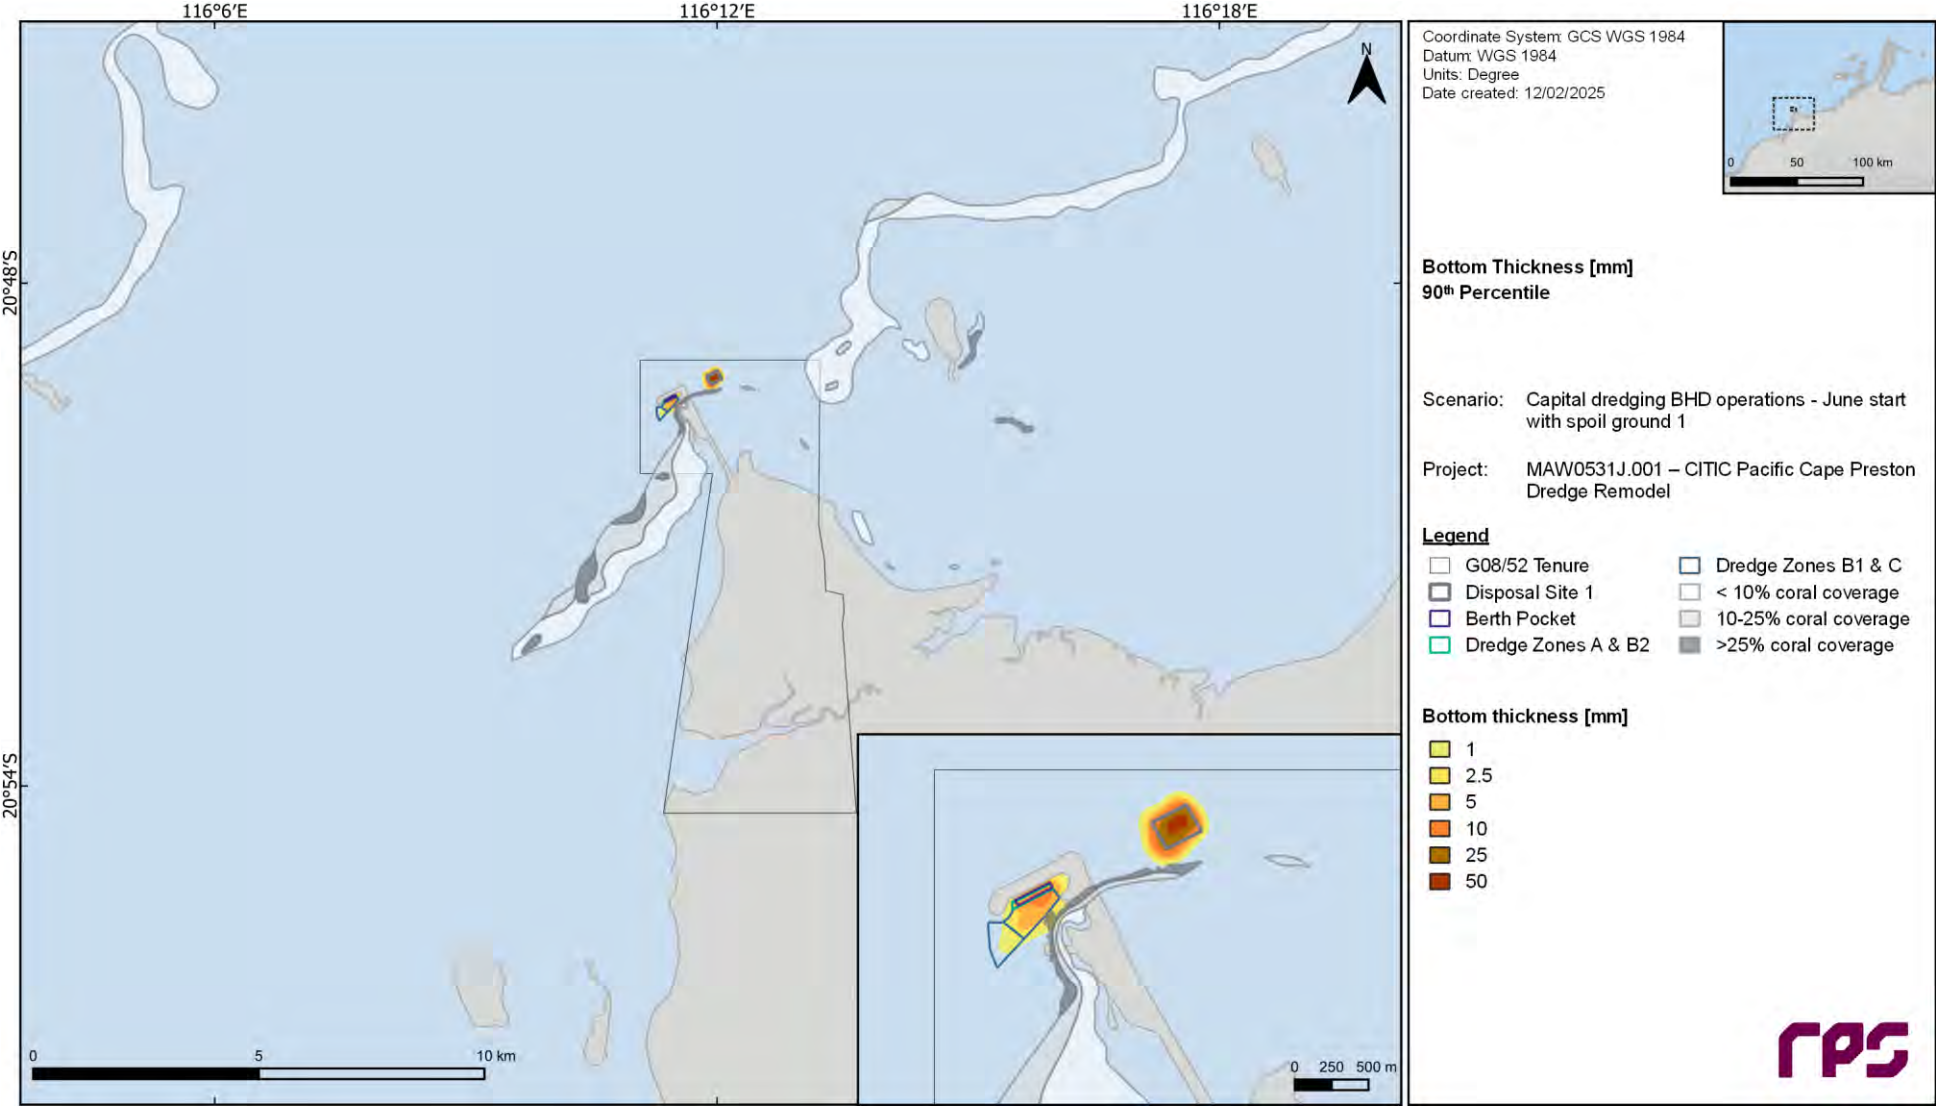 116°6'E
116°12'E
116°18'E
20°48'S
20°54'S
N
0
5
10 km
0
250
500 m
Coordinate System: GCS WGS 1984
Datum: WGS 1984
Units: Degree
Date created: 12/02/2025
0
50
100 km
Bottom Thickness [mm]
90th Percentile
Scenario: Capital dredging BHD operations - June start
with spoil ground 1
Project: MAW0531J.001 – CITIC Pacific Cape Preston
Dredge Remodel
Legend
G08/52 Tenure
Disposal Site 1
Berth Pocket
Dredge Zones A & B2
Dredge Zones B1 & C
< 10% coral coverage
10-25% coral coverage
>25% coral coverage
Bottom thickness [mm]
1
2.5
5
10
25
50
rps